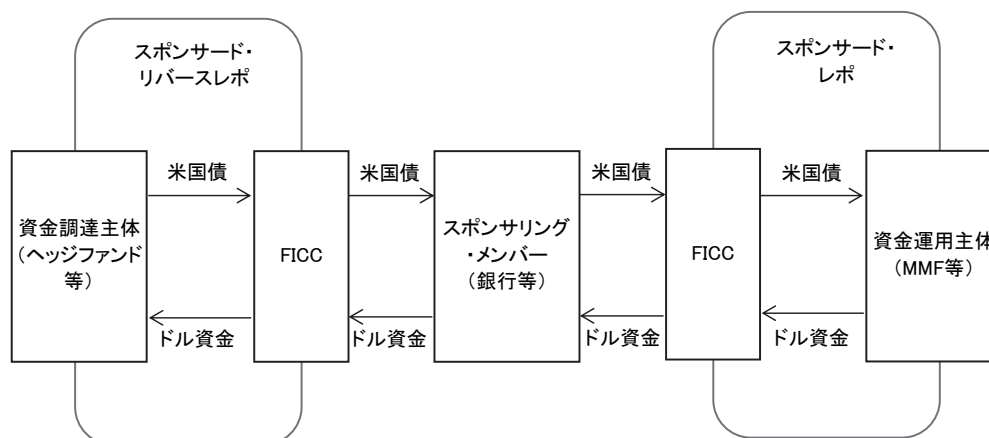 スポンサード・
リバースレポ
スポンサード・
レポ
米国債
米国債
米国債
米国債
資金調達主体
（ヘッジファンド
等）
FICC
スポンサリング
・メンバー
（銀行等）
FICC
資金運用主体
（MMF等）
ドル資金
ドル資金
ドル資金
ドル資金